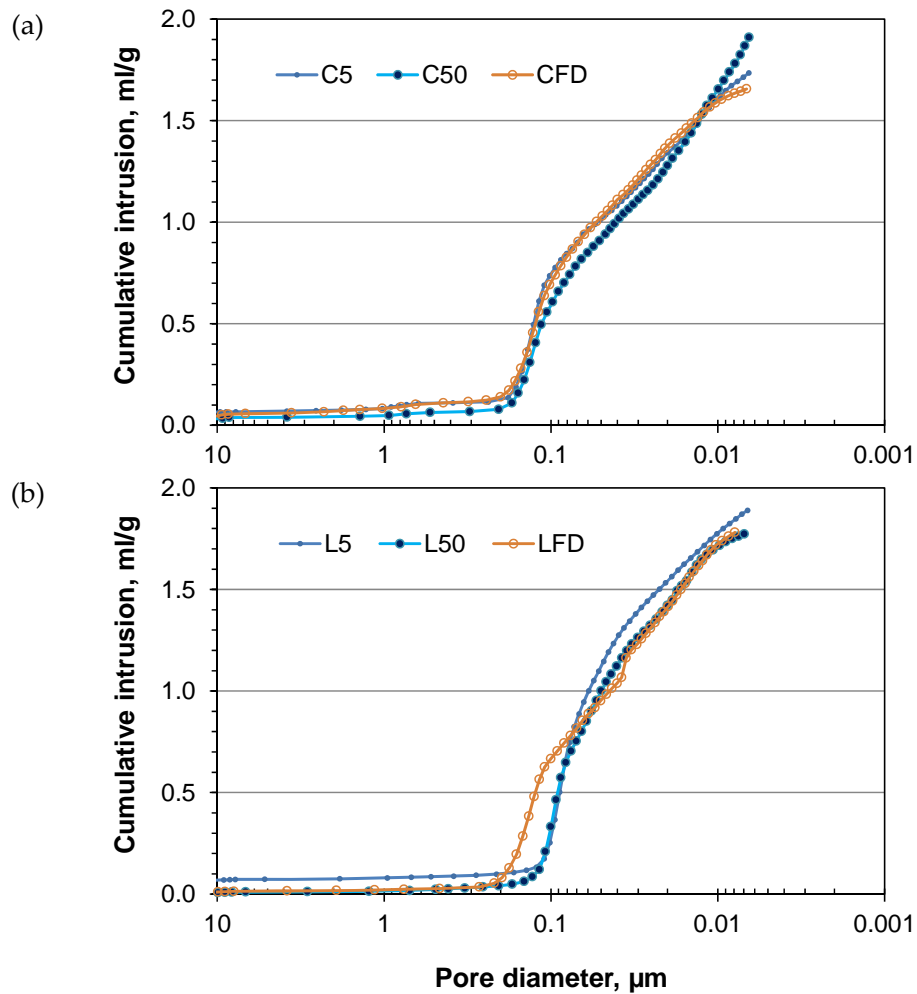 (a)
2.0
C5 C50 CFD
1.5
1.0
0.5
0.0
Cumulative intrusion, ml/g
10 1 0.1 0.01 0.001
(b)
2.0
L5 L50 LFD
1.5
1.0
0.5
0.0
Cumulative intrusion, ml/g
10 1 0.1 0.01 0.001
Pore diameter, µm